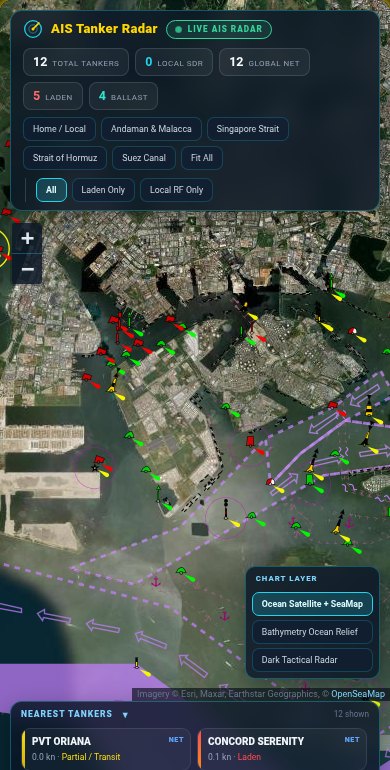 AIS Tanker Radar
LIVE AIS RADAR
12 TOTAL TANKERS
0 LOCAL SDR
12 GLOBAL NET
5 LADEN
4 BALLAST
Home / Local
Andaman & Malacca
Singapore Strait
Strait of Hormuz
Suez Canal
Fit All
All
Laden Only
Local RF Only
+
−
CHART LAYER
Ocean Satellite + SeaMap
Bathymetry Ocean Relief
Dark Tactical Radar
Imagery © Esri, Maxar, Earthstar Geographics, © OpenSeaMap
NEAREST TANKERS ▼
12 shown
PVT ORIANA NET
0.0 km · Partial / Transit
CONCORD SERENITY NET
0.1 km · Laden